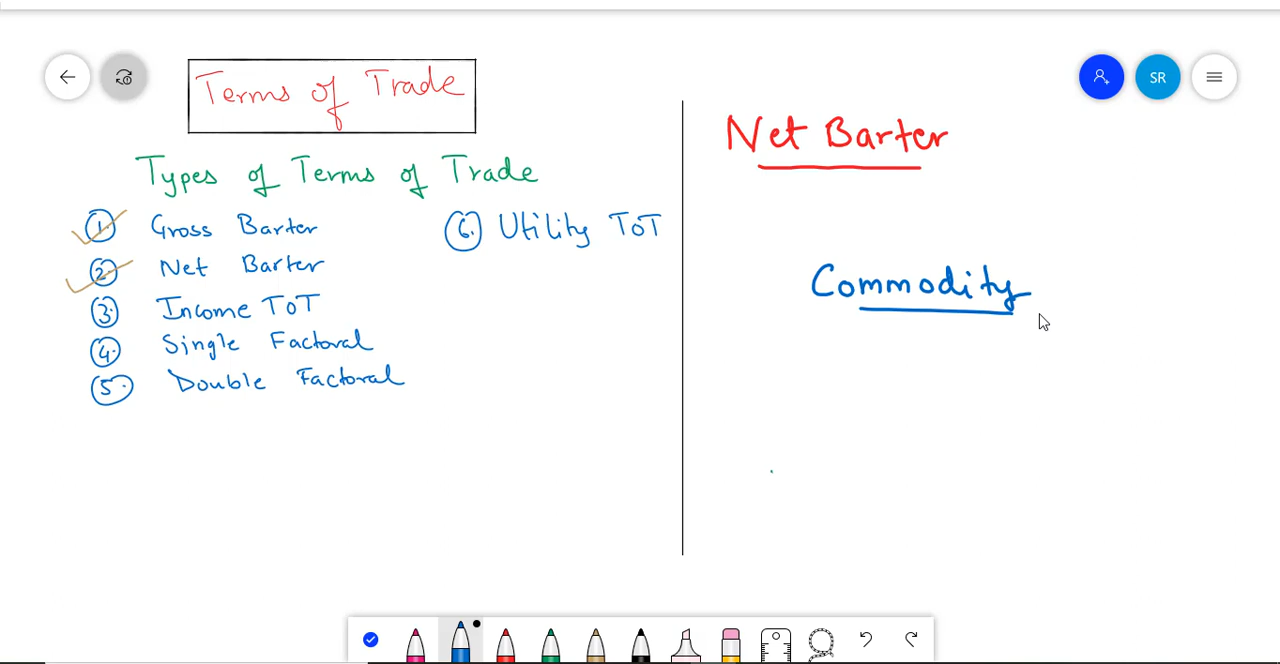 Terms of Trade
Types of Terms of Trade
1. Gross Barter
2. Net Barter
3. Income ToT
4. Single Factoral
5. Double Factoral
6. Utility ToT
Net Barter
Commodity
SR